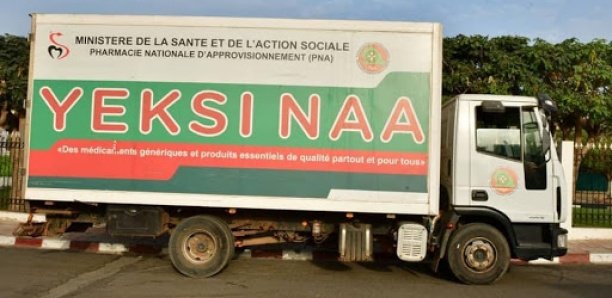 MINISTERE DE LA SANTE ET DE L'ACTION SOCIALE
PHARMACIE NATIONALE D'APPROVISIONNEMENT (PNA)
YEKSI NAA
«Des médicaments génériques et produits essentiels de qualité partout et pour tous»